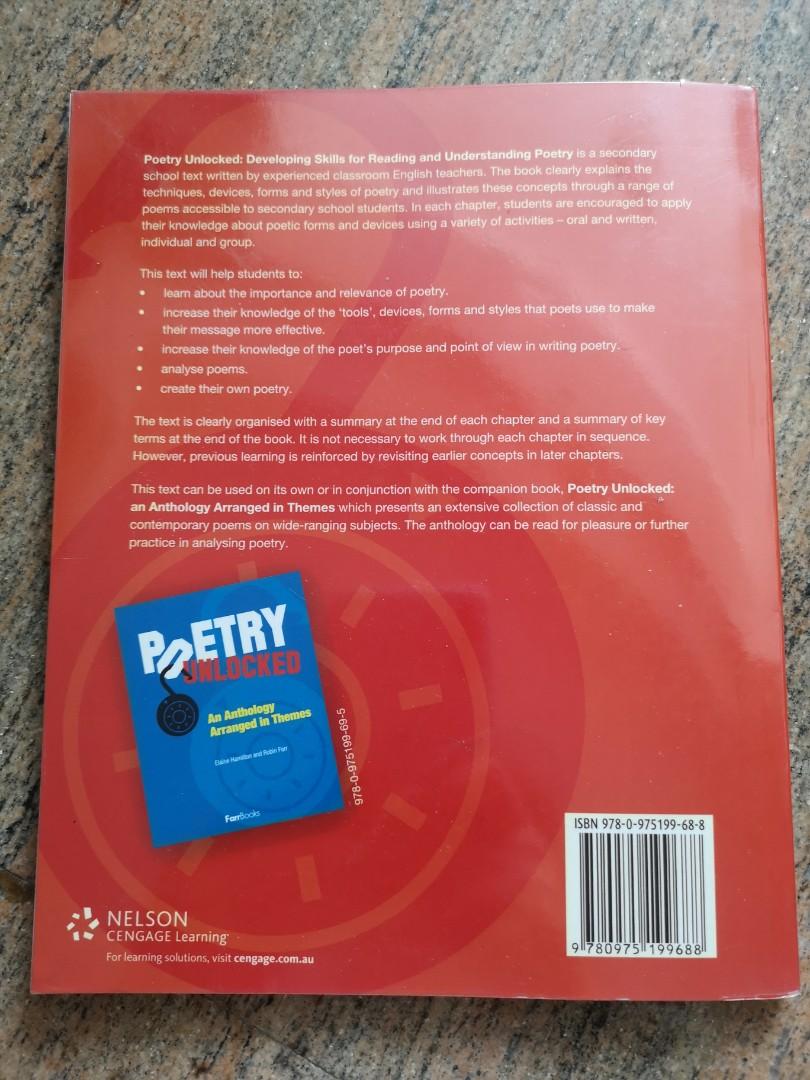 Poetry Unlocked: Developing Skills for Reading and Understanding Poetry is a secondary
school text written by experienced classroom English teachers. The book clearly explains the
techniques, devices, forms and styles of poetry and illustrates these concepts through a range of
poems accessible to secondary school students. In each chapter, students are encouraged to apply
their knowledge about poetic forms and devices using a variety of activities – oral and written,
individual and group.
This text will help students to:
• learn about the importance and relevance of poetry.
• increase their knowledge of the 'tools', devices, forms and styles that poets use to make
their message more effective.
• increase their knowledge of the poet's purpose and point of view in writing poetry.
• analyse poems.
• create their own poetry.
The text is clearly organised with a summary at the end of each chapter and a summary of key
terms at the end of the book. It is not necessary to work through each chapter in sequence.
However, previous learning is reinforced by revisiting earlier concepts in later chapters.
This text can be used on its own or in conjunction with the companion book, Poetry Unlocked:
an Anthology Arranged in Themes which presents an extensive collection of classic and
contemporary poems on wide-ranging subjects. The anthology can be read for pleasure or further
practice in analysing poetry.
POETRY
UNLOCKED
An Anthology
Arranged in Themes
Elaine Hamilton and Robin Farr
FarrBooks
978-0-975199-69-5
ISBN 978-0-975199-68-8
9 780975 199688
NELSON
CENGAGE Learning
For learning solutions, visit cengage.com.au